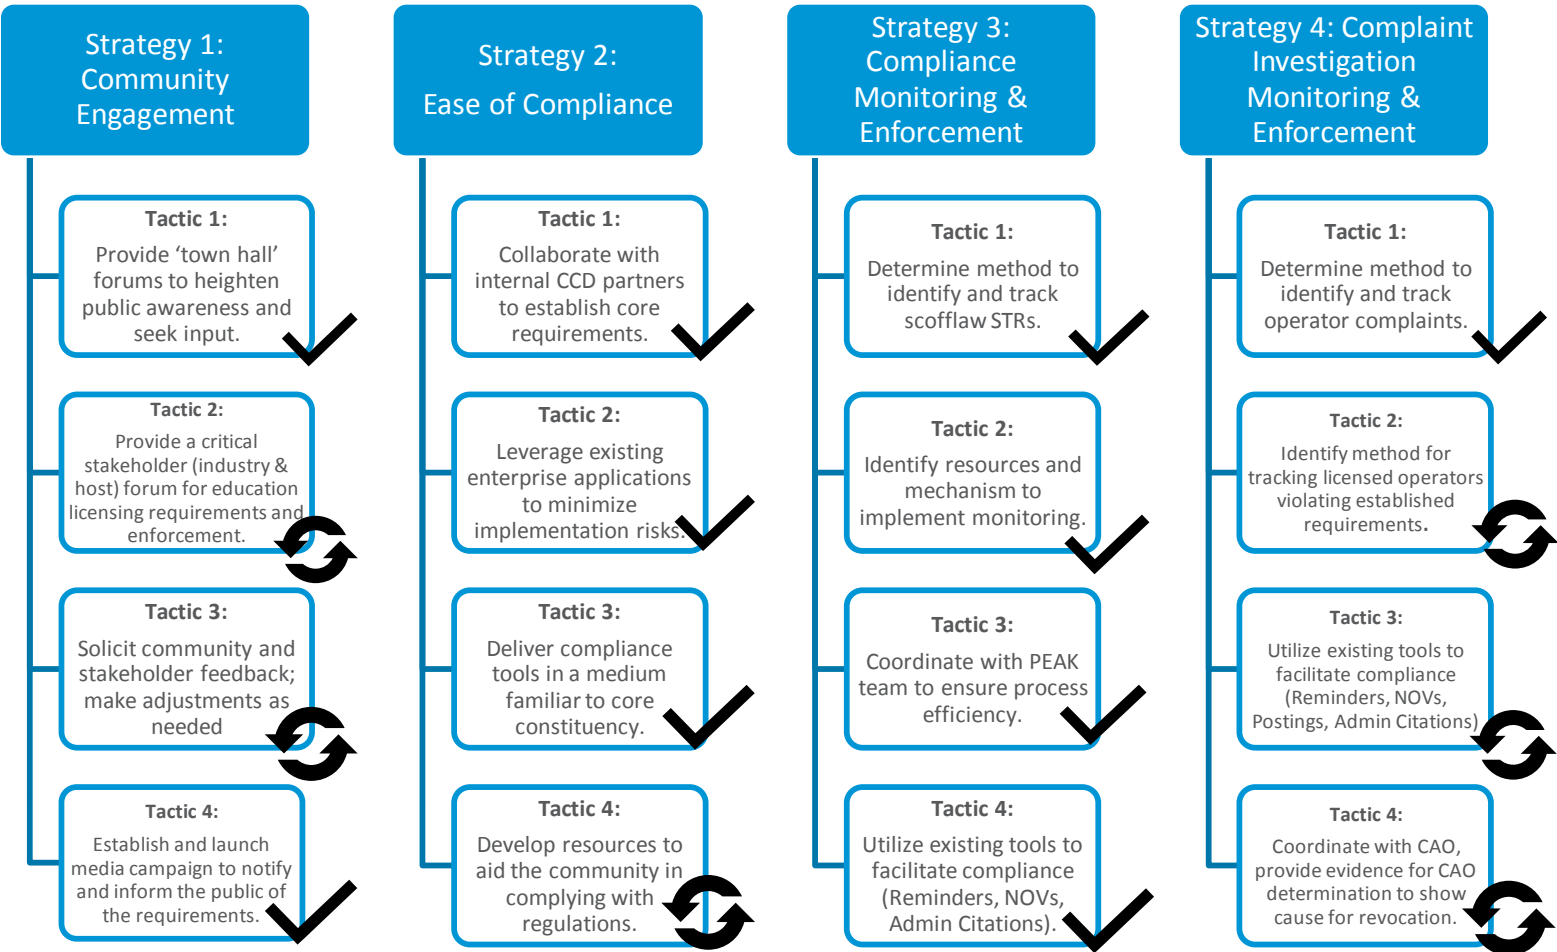 Strategy 1:
Community
Engagement
Tactic 1:
Provide ‘town hall’
forums to heighten
public awareness and
seek input.
Tactic 2:
Provide a critical
stakeholder (industry &
host) forum for education
licensing requirements and
enforcement.
Tactic 3:
Solicit community and
stakeholder feedback;
make adjustments as
needed
Tactic 4:
Establish and launch
media campaign to notify
and inform the public of
the requirements.
Strategy 2:
Ease of Compliance
Tactic 1:
Collaborate with
internal CCD partners
to establish core
requirements.
Tactic 2:
Leverage existing
enterprise applications
to minimize
implementation risks.
Tactic 3:
Deliver compliance
tools in a medium
familiar to core
constituency.
Tactic 4:
Develop resources to
aid the community in
complying with
regulations.
Strategy 3:
Compliance
Monitoring &
Enforcement
Tactic 1:
Determine method to
identify and track
scofflaw STRs.
Tactic 2:
Identify resources and
mechanism to
implement monitoring.
Tactic 3:
Coordinate with PEAK
team to ensure process
efficiency.
Tactic 4:
Utilize existing tools to
facilitate compliance
(Reminders, NOVs,
Admin Citations).
Strategy 4: Complaint
Investigation
Monitoring &
Enforcement
Tactic 1:
Determine method to
identify and track
operator complaints.
Tactic 2:
Identify method for
tracking licensed operators
violating established
requirements.
Tactic 3:
Utilize existing tools to
facilitate compliance
(Reminders, NOVs,
Postings, Admin Citations)
Tactic 4:
Coordinate with CAO,
provide evidence for CAO
determination to show
cause for revocation.